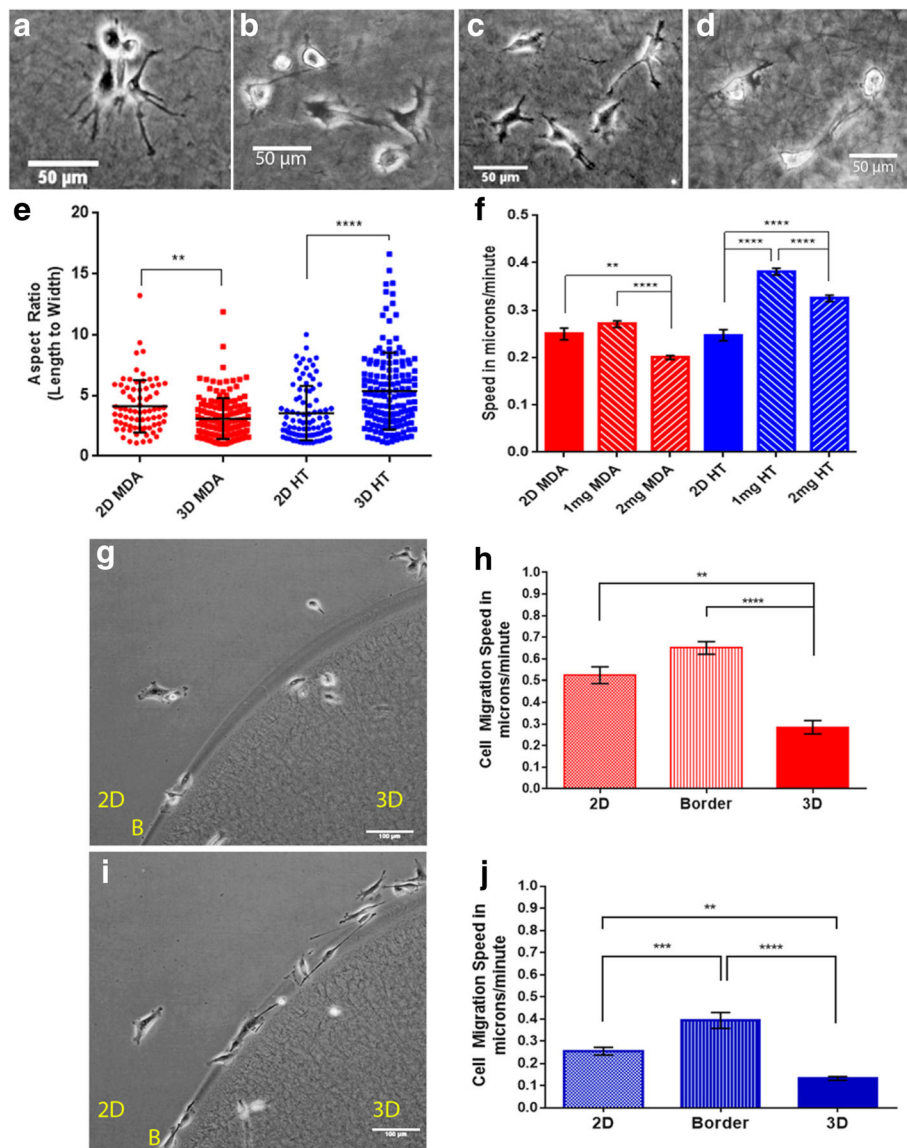 a
b
c
d
50 µm
50 µm
50 µm
50 µm
e
f
Aspect Ratio
(Length to Width)
20
15
10
5
0
**
****
2D MDA
3D MDA
2D HT
3D HT
Speed in microns/minute
0.5
0.4
0.3
0.2
0.1
0.0
**
****
****
****
****
2D MDA
1mg MDA
2mg MDA
2D HT
1mg HT
2mg HT
g
2D
3D
B
100 µm
h
Cell Migration Speed in
microns/minute
1.0
0.9
0.8
0.7
0.6
0.5
0.4
0.3
0.2
0.1
0.0
**
****
2D
Border
3D
i
2D
3D
B
100 µm
j
Cell Migration Speed in
microns/minute
1.0
0.9
0.8
0.7
0.6
0.5
0.4
0.3
0.2
0.1
0.0
**
***
****
2D
Border
3D